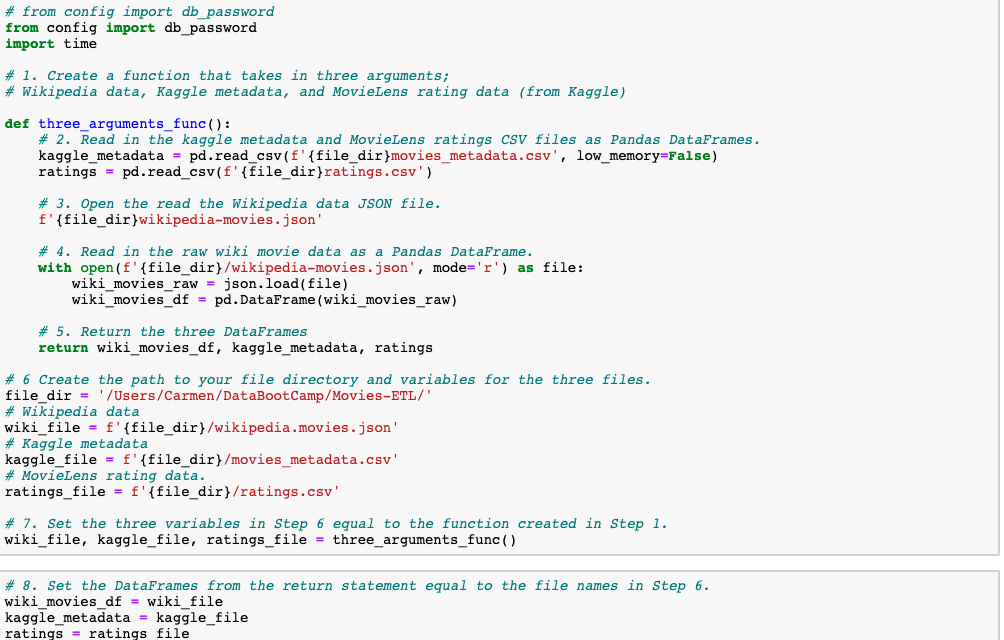 # from config import db_password
from config import db_password
import time
# 1. Create a function that takes in three arguments;
# Wikipedia data, Kaggle metadata, and MovieLens rating data (from Kaggle)
def three_arguments_func():
# 2. Read in the kaggle metadata and MovieLens ratings CSV files as Pandas DataFrames.
kaggle_metadata = pd.read_csv(f'{file_dir}movies_metadata.csv', low_memory=False)
ratings = pd.read_csv(f'{file_dir}ratings.csv')
# 3. Open the read the Wikipedia data JSON file.
f'{file_dir}wikipedia-movies.json'
# 4. Read in the raw wiki movie data as a Pandas DataFrame.
with open(f'{file_dir}/wikipedia-movies.json', mode='r') as file:
wiki_movies_raw = json.load(file)
wiki_movies_df = pd.DataFrame(wiki_movies_raw)
# 5. Return the three DataFrames
return wiki_movies_df, kaggle_metadata, ratings
# 6 Create the path to your file directory and variables for the three files.
file_dir = '/Users/Carmen/DataBootCamp/Movies-ETL/'
# Wikipedia data
wiki_file = f'{file_dir}/wikipedia.movies.json'
# Kaggle metadata
kaggle_file = f'{file_dir}/movies_metadata.csv'
# MovieLens rating data.
ratings_file = f'{file_dir}/ratings.csv'
# 7. Set the three variables in Step 6 equal to the function created in Step 1.
wiki_file, kaggle_file, ratings_file = three_arguments_func()
# 8. Set the DataFrames from the return statement equal to the file names in Step 6.
wiki_movies_df = wiki_file
kaggle_metadata = kaggle_file
ratings = ratings_file